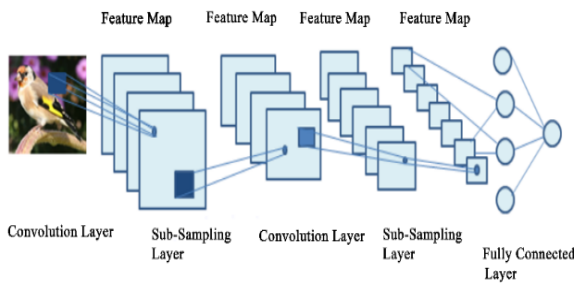 Feature Map
Feature Map
Feature Map
Feature Map
Convolution Layer
Sub-Sampling
Layer
Convolution Layer
Sub-Sampling
Layer
Fully Connected
Layer